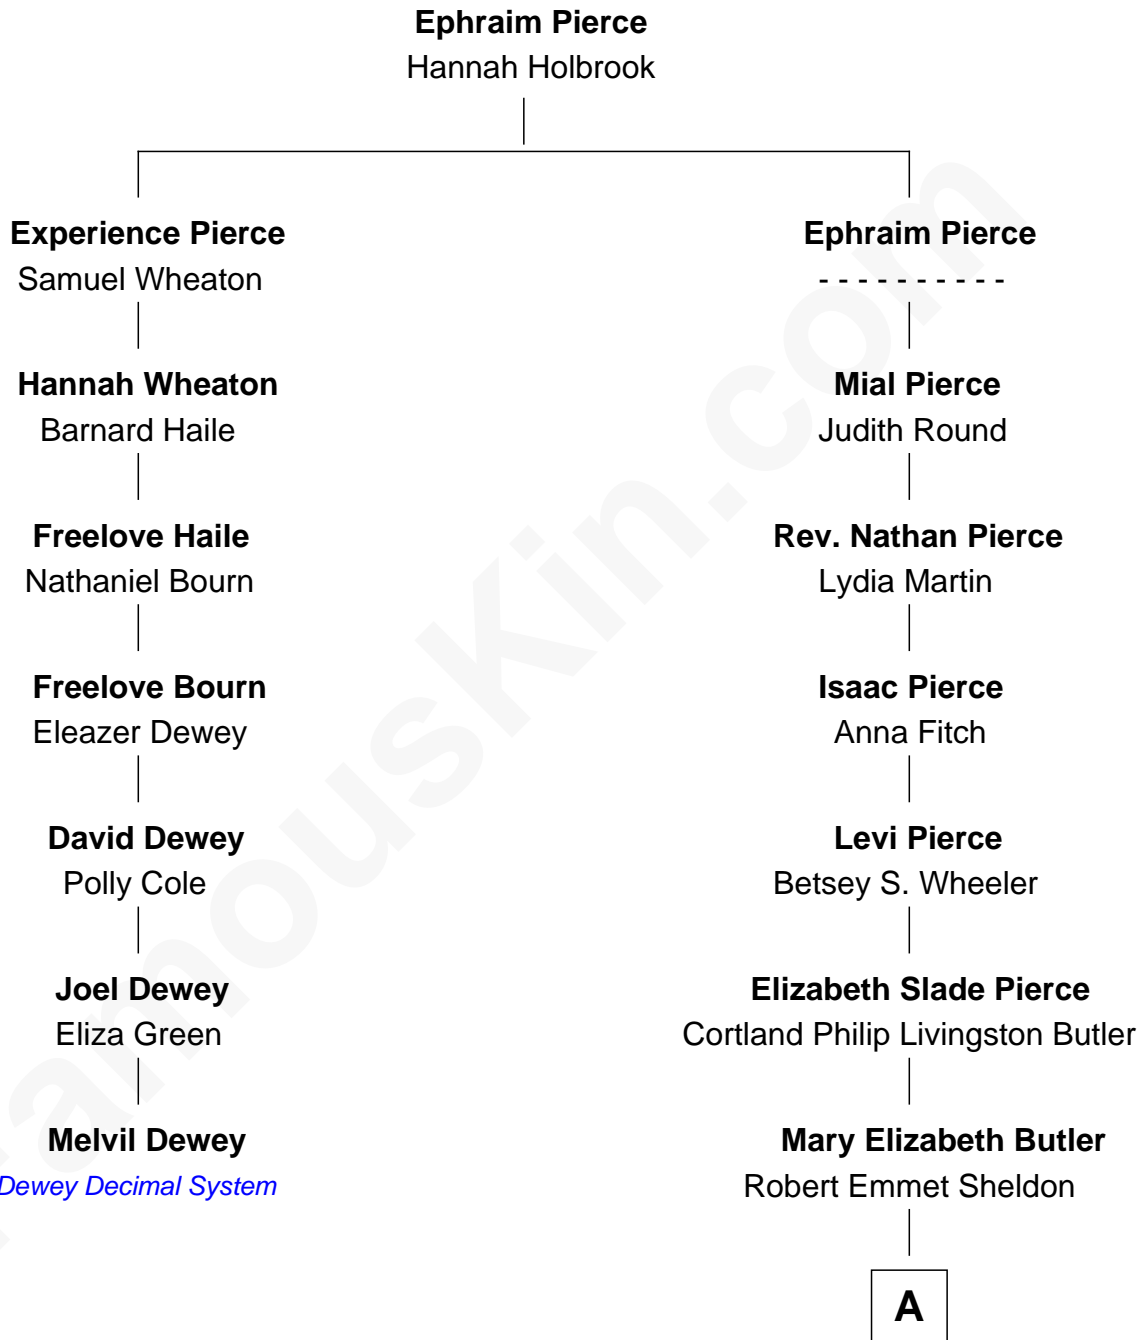 Ephraim Pierce
Hannah Holbrook
Experience Pierce
Samuel Wheaton
Ephraim Pierce
- - - - - - - - - -
Hannah Wheaton
Barnard Haile
Mial Pierce
Judith Round
Freelove Haile
Nathaniel Bourn
Rev. Nathan Pierce
Lydia Martin
Freelove Bourn
Eleazer Dewey
Isaac Pierce
Anna Fitch
David Dewey
Polly Cole
Levi Pierce
Betsey S. Wheeler
Joel Dewey
Eliza Green
Elizabeth Slade Pierce
Cortland Philip Livingston Butler
Melvil Dewey
Dewey Decimal System
Mary Elizabeth Butler
Robert Emmet Sheldon
A
FamousKin.com